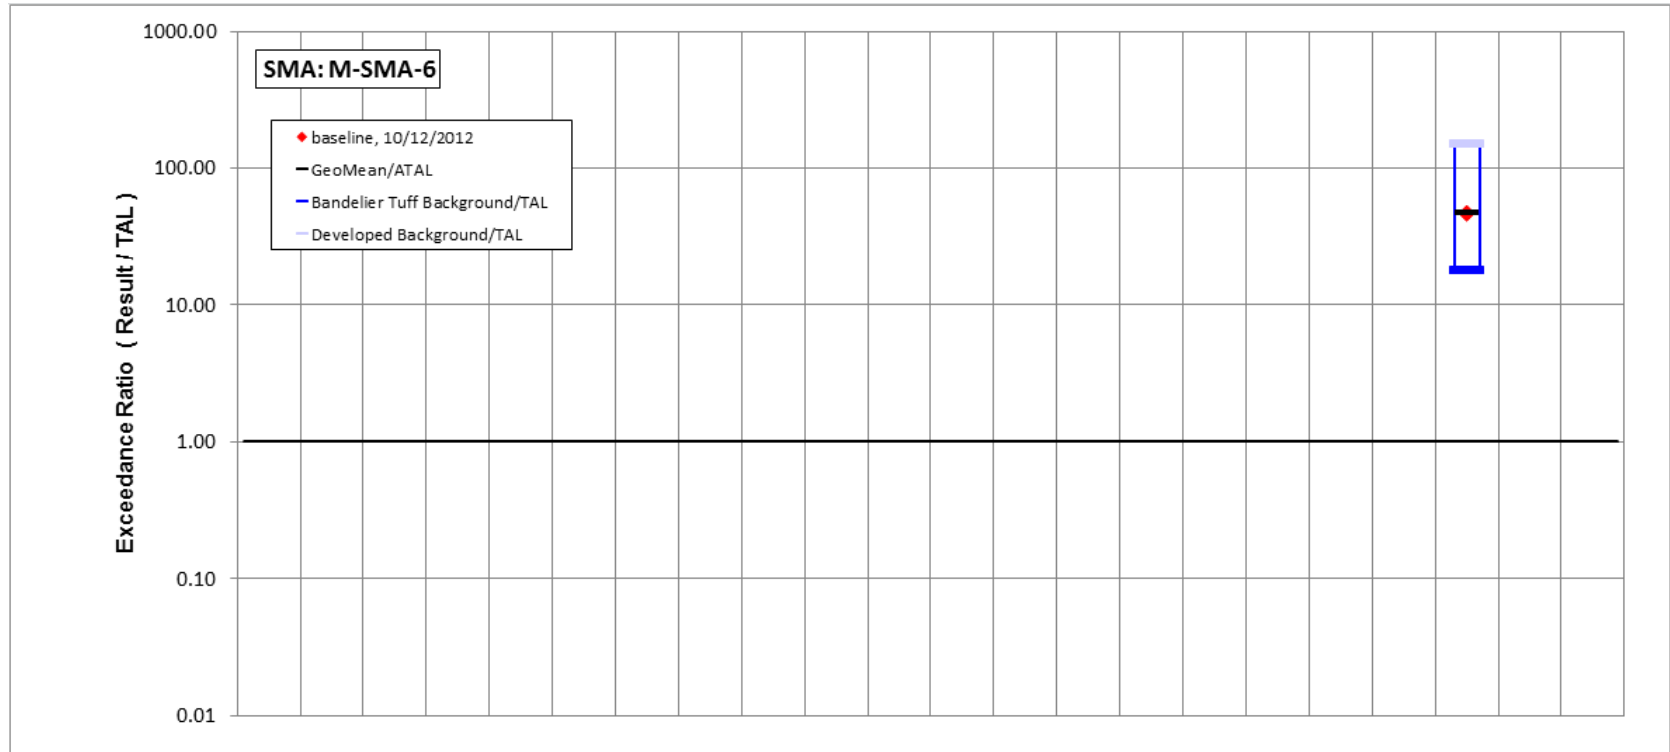 1000.00
SMA: M-SMA-6
baseline, 10/12/2012
GeoMean/ATAL
Bandelier Tuff Background/TAL
Developed Background/TAL
100.00
10.00
1.00
0.10
0.01
Exceedance Ratio ( Result / TAL )